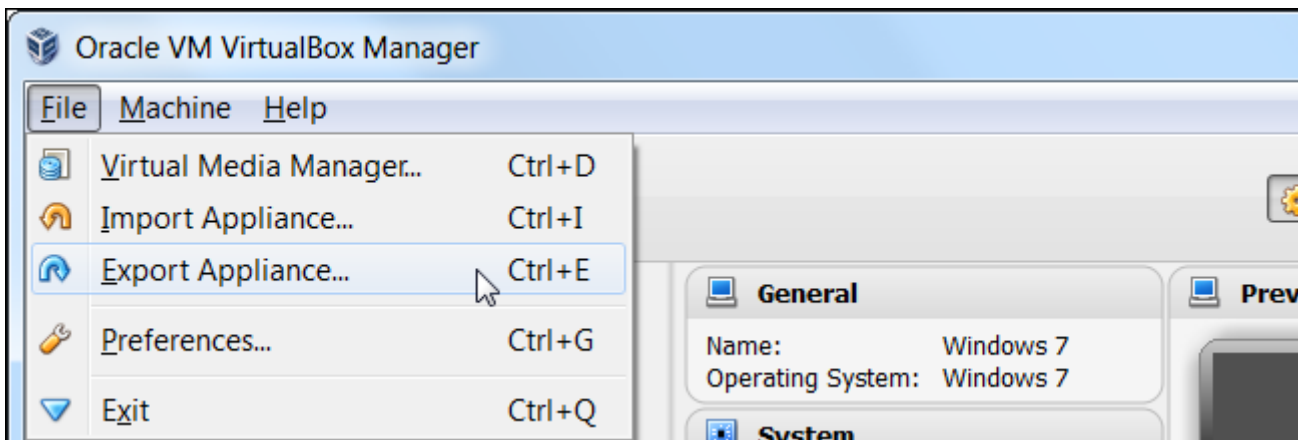 Oracle VM VirtualBox Manager
File Machine Help
Virtual Media Manager... Ctrl+D
Import Appliance... Ctrl+I
Export Appliance... Ctrl+E
Preferences... Ctrl+G
Exit Ctrl+Q
General
Name: Windows 7
Operating System: Windows 7
System
Prev